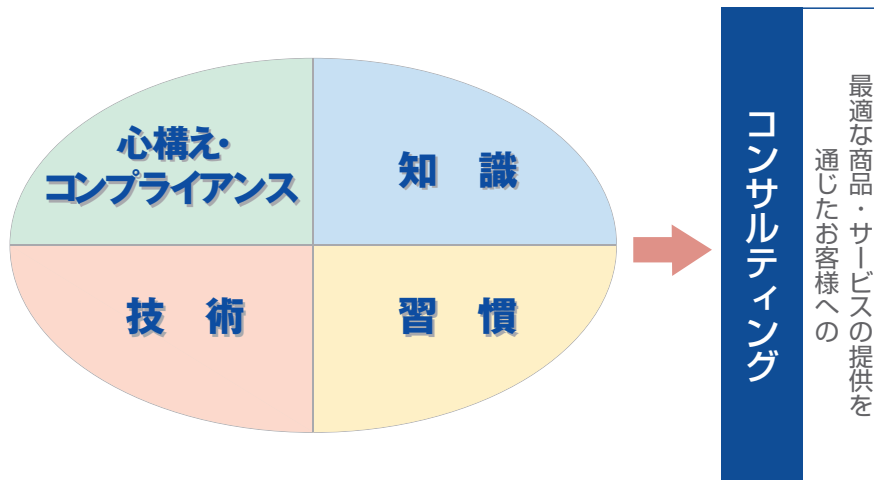 心構え・
コンプライアンス
知　識
技　術
習　慣
最適な商品・サービスの提供を
通じたお客様への
コンサルティング